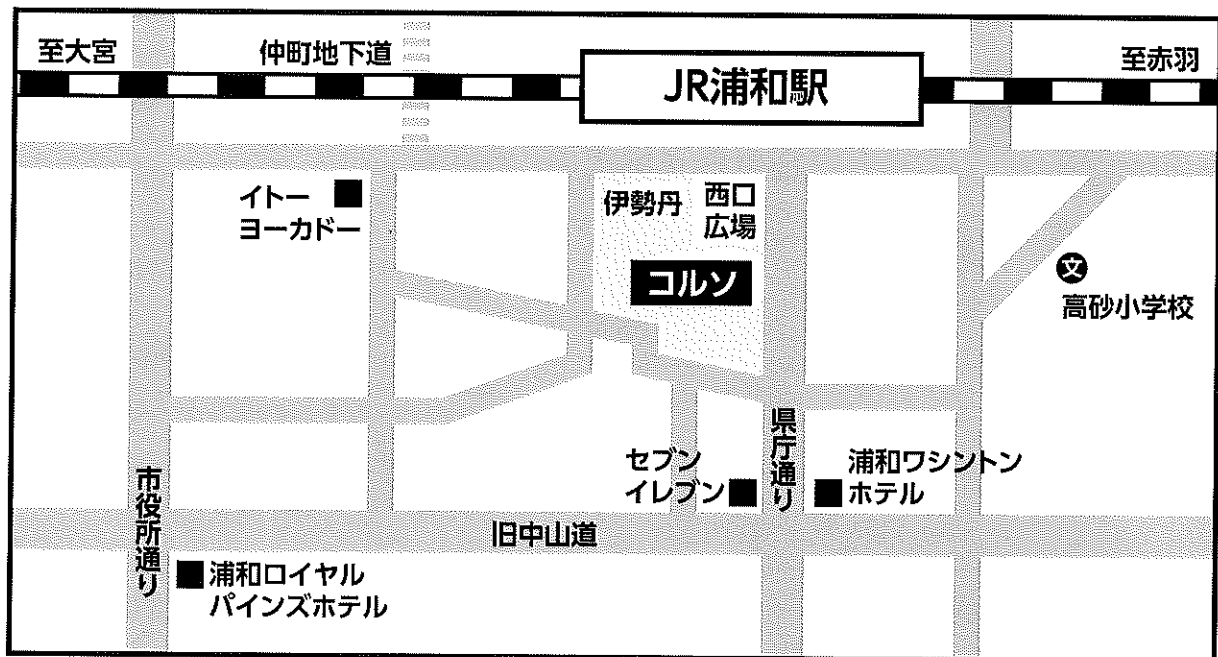 至大宮
仲町地下道
JR浦和駅
至赤羽
イトー
ヨーカドー
伊勢丹
西口
広場
コルソ
文
高砂小学校
県庁通り
セブン
イレブン
浦和ワシントン
ホテル
市役所通り
旧中山道
浦和ロイヤル
パインズホテル